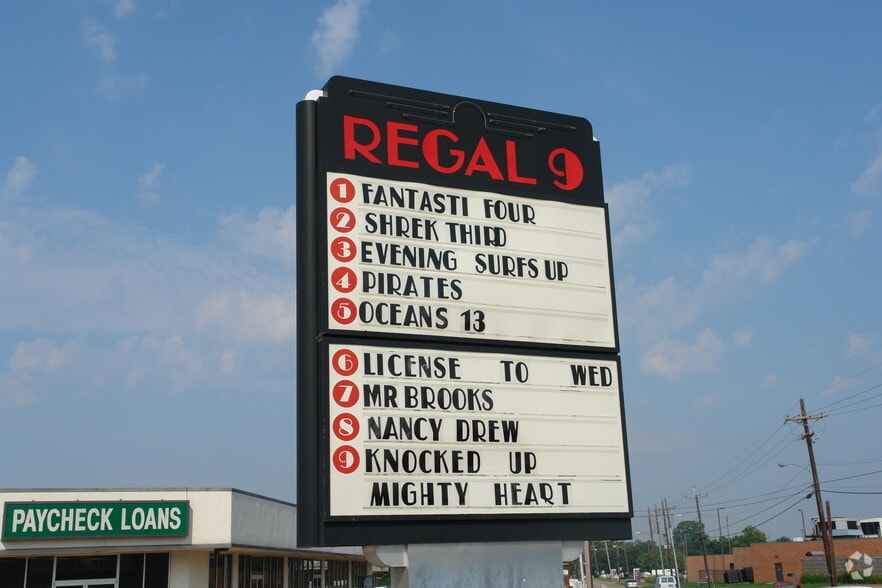 REGAL 9
1 FANTASTI FOUR
2 SHREK THIRD
3 EVENING SURFS UP
4 PIRATES
5 OCEANS 13
6 LICENSE TO WED
7 MR BROOKS
8 NANCY DREW
9 KNOCKED UP
MIGHTY HEART
PAYCHECK LOANS